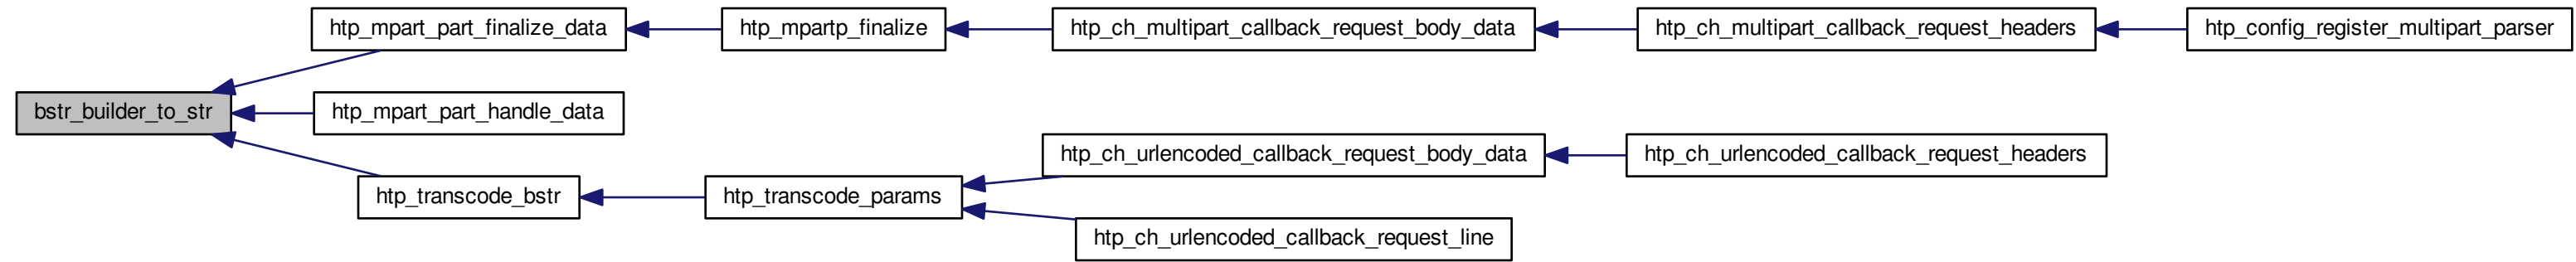 htp_mpart_part_finalize_data
htp_mpartp_finalize
htp_ch_multipart_callback_request_body_data
htp_ch_multipart_callback_request_headers
htp_config_register_multipart_parser
bstr_builder_to_str
htp_mpart_part_handle_data
htp_ch_urlencoded_callback_request_body_data
htp_ch_urlencoded_callback_request_headers
htp_transcode_bstr
htp_transcode_params
htp_ch_urlencoded_callback_request_line